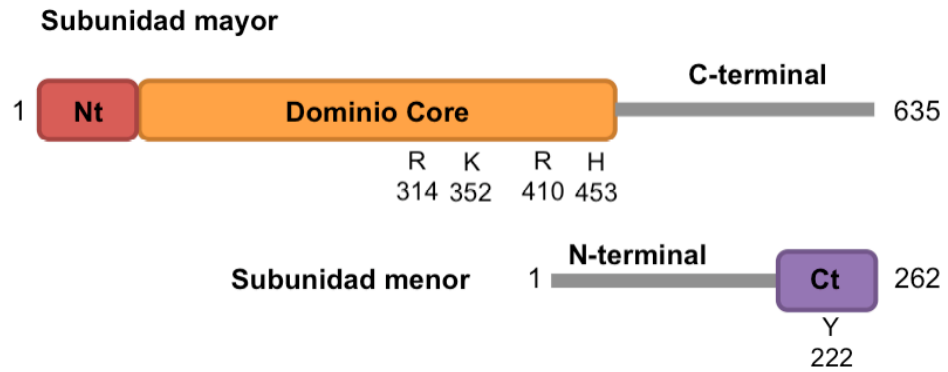 Subunidad mayor
C-terminal
1 Nt Dominio Core 635
R K R H
314 352 410 453
N-terminal
Subunidad menor 1 Ct 262
Y
222